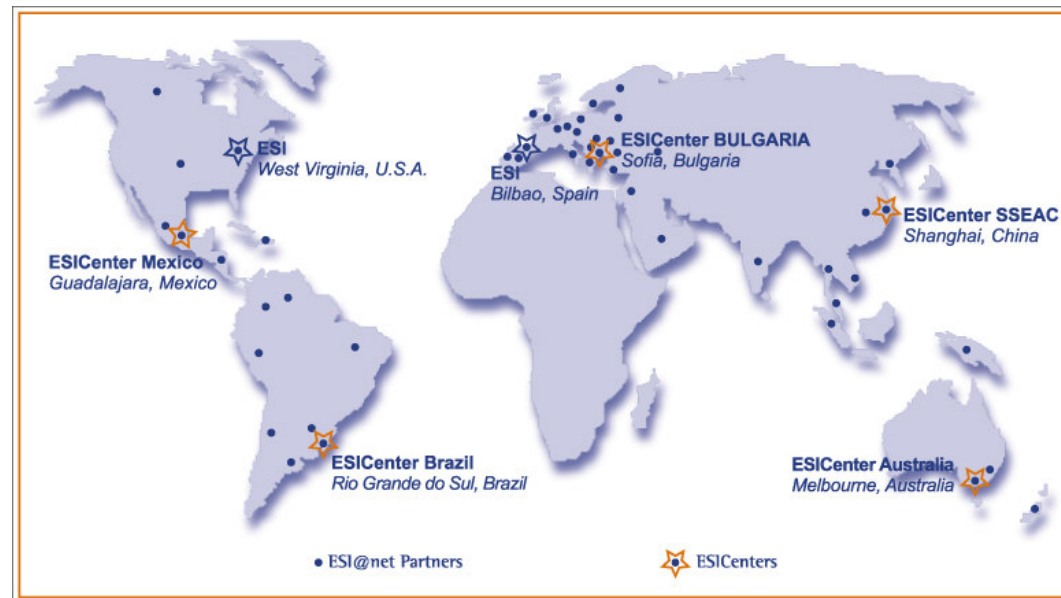 ESI
West Virginia, U.S.A.
ESICenter BULGARIA
Sofia, Bulgaria
ESI
Bilbao, Spain
ESICenter SSEAC
Shanghai, China
ESICenter Mexico
Guadalajara, Mexico
ESICenter Brazil
Rio Grande do Sul, Brazil
ESICenter Australia
Melbourne, Australia
ESI@net Partners
ESICenters